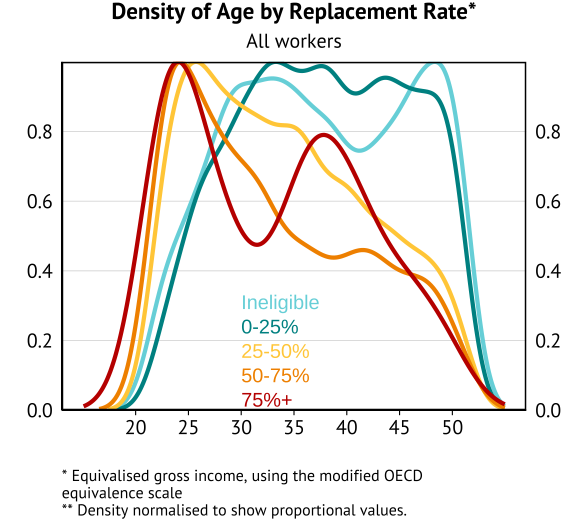 Density of Age by Replacement Rate*
All workers
0.8 0.8
0.6 0.6
0.4 0.4
Ineligible
0-25%
0.2 0.2
25-50%
50-75%
75%+
0.0 0.0
20 25 30 35 40 45 50
* Equivalised gross income, using the modified OECD
equivalence scale
** Density normalised to show proportional values.